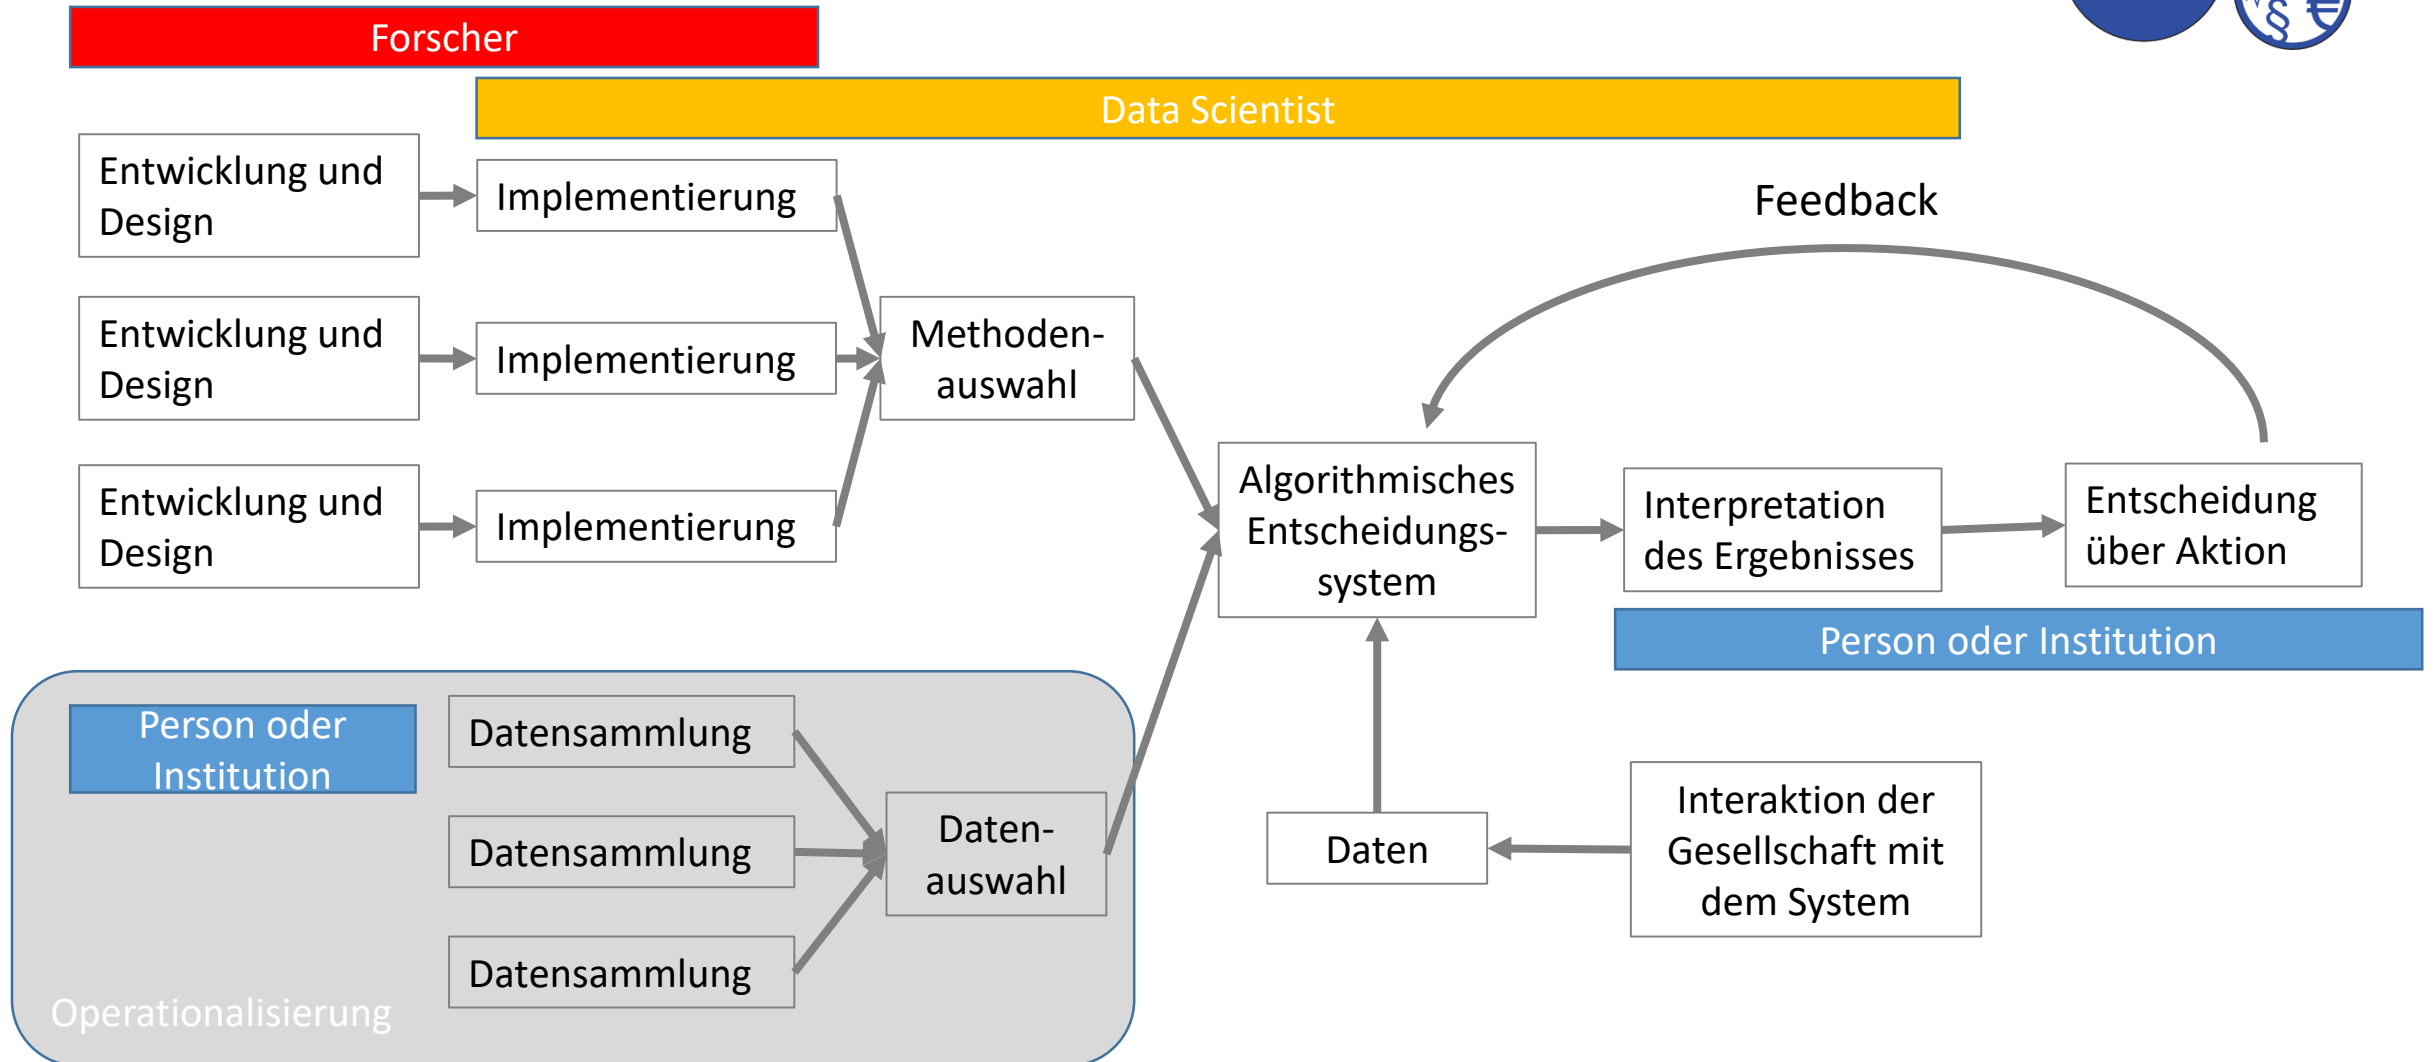 § €
Forscher
Data Scientist
Entwicklung und
Design
Implementierung
Feedback
Entwicklung und
Design
Implementierung
Methoden-
auswahl
Entwicklung und
Design
Implementierung
Algorithmisches
Entscheidungs-
system
Interpretation
des Ergebnisses
Entscheidung
über Aktion
Person oder Institution
Person oder
Institution
Datensammlung
Datensammlung
Datensammlung
Daten-
auswahl
Operationalisierung
Daten
Interaktion der
Gesellschaft mit
dem System